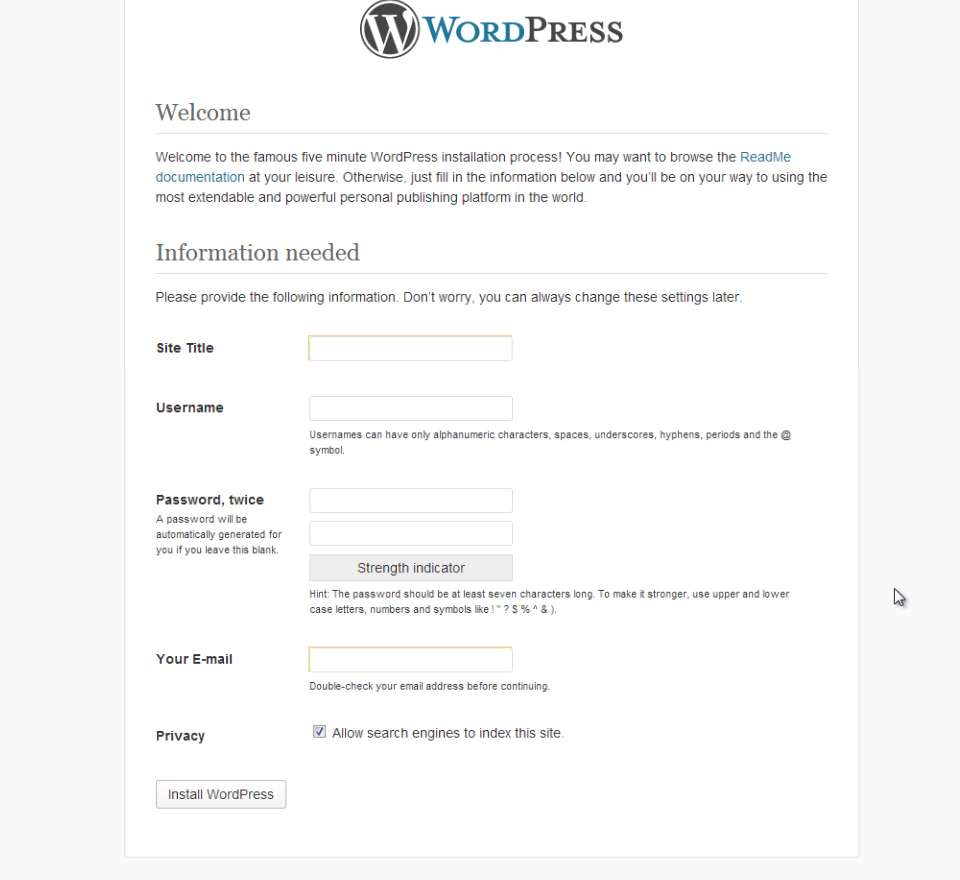 WORDPRESS
Welcome
Welcome to the famous five minute WordPress installation process! You may want to browse the ReadMe
documentation at your leisure. Otherwise, just fill in the information below and you'll be on your way to using the
most extendable and powerful personal publishing platform in the world.
Information needed
Please provide the following information. Don't worry, you can always change these settings later.
Site Title
Username
Usernames can have only alphanumeric characters, spaces, underscores, hyphens, periods and the @
symbol.
Password, twice
A password will be
automatically generated for
you if you leave this blank.
Strength indicator
Hint: The password should be at least seven characters long. To make it stronger, use upper and lower
case letters, numbers and symbols like ! " ? $ % ^ & ).
Your E-mail
Double-check your email address before continuing.
Privacy
Allow search engines to index this site.
Install WordPress